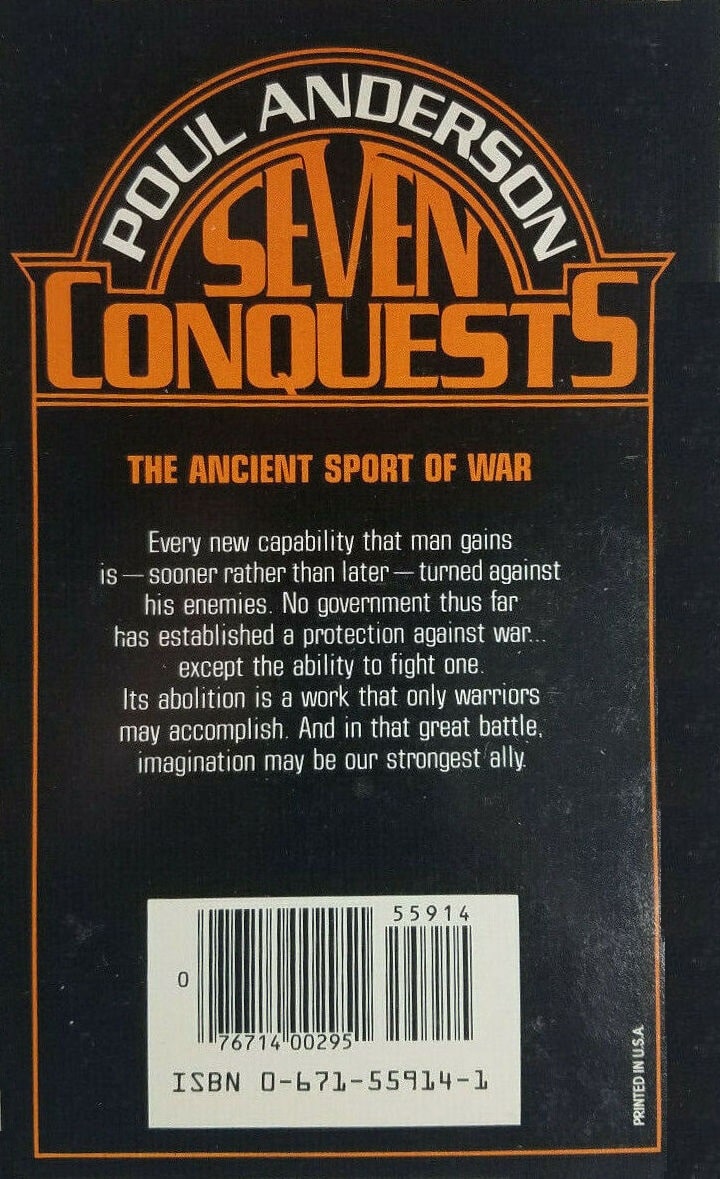 POUL ANDERSON
SEVEN
CONQUESTS
THE ANCIENT SPORT OF WAR
Every new capability that man gains
is—sooner rather than later—turned against
his enemies. No government thus far
has established a protection against war...
except the ability to fight one.
Its abolition is a work that only warriors
may accomplish. And in that great battle,
imagination may be our strongest ally.
55914
0
76714 00295
ISBN 0-671-55914-1
PRINTED IN U.S.A.